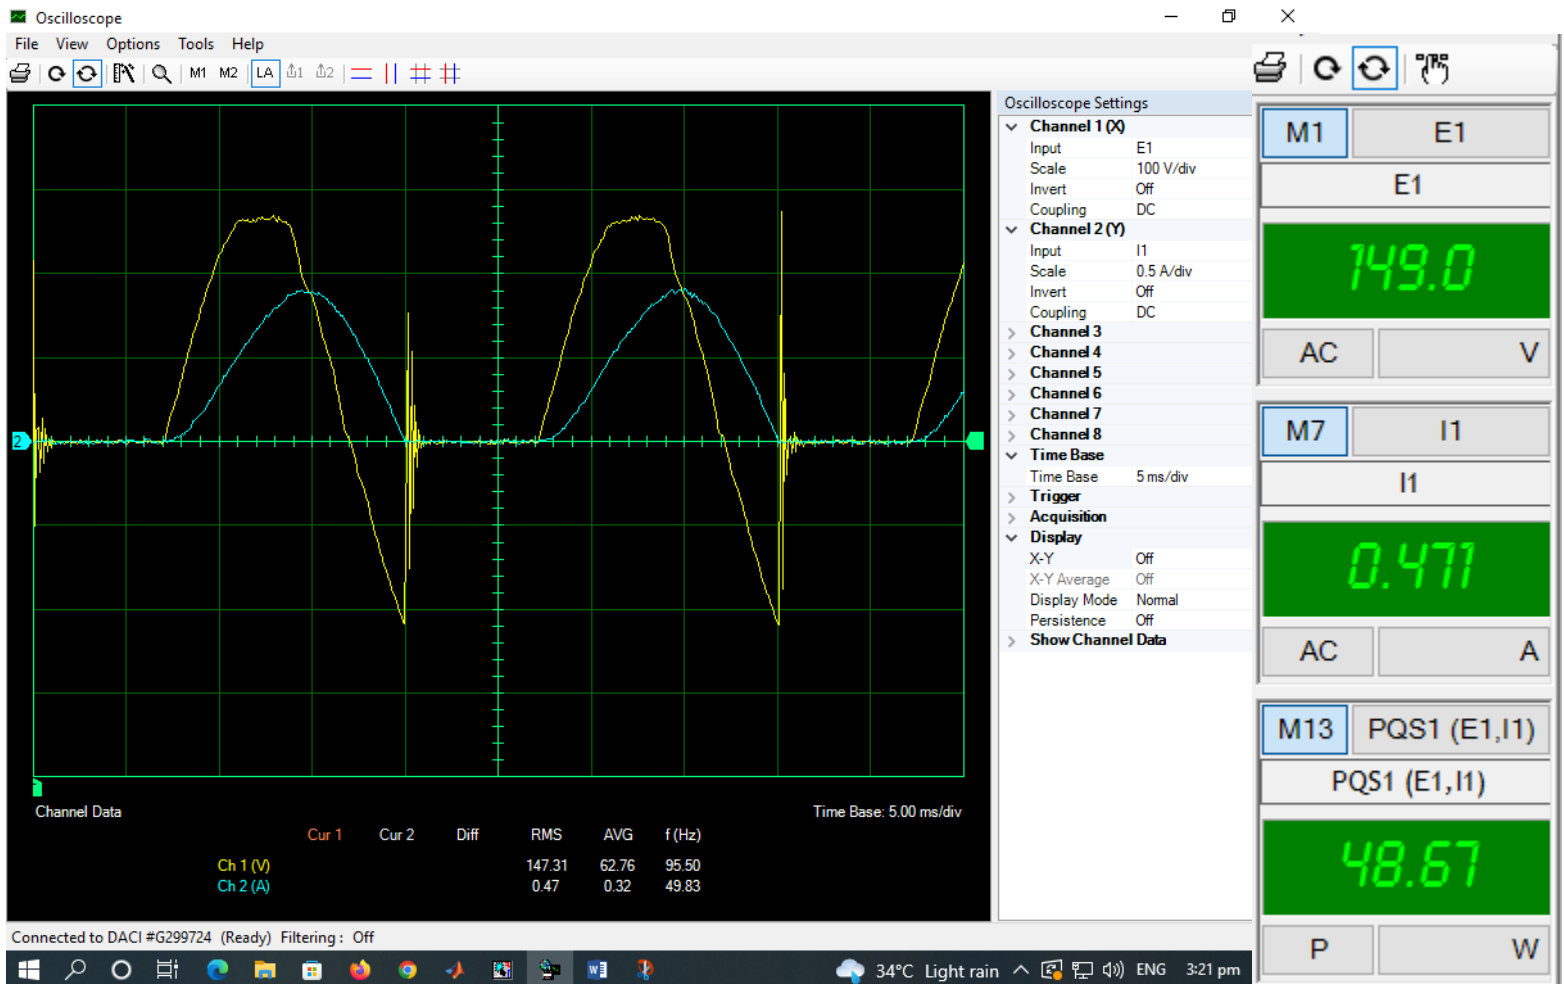 Oscilloscope
File View Options Tools Help
M1 M2 LA 1 2
2
Channel Data
Time Base: 5.00 ms/div
Cur 1 Cur 2 Diff RMS AVG f (Hz)
Ch 1 (V) 147.31 62.76 95.50
Ch 2 (A) 0.47 0.32 49.83
Oscilloscope Settings
Channel 1 (X)
Input E1
Scale 100 V/div
Invert Off
Coupling DC
Channel 2 (Y)
Input I1
Scale 0.5 A/div
Invert Off
Coupling DC
Channel 3
Channel 4
Channel 5
Channel 6
Channel 7
Channel 8
Time Base
Time Base 5 ms/div
Trigger
Acquisition
Display
X-Y Off
X-Y Average Off
Display Mode Normal
Persistence Off
Show Channel Data
M1 E1
E1
149.0
AC V
M7 I1
I1
0.471
AC A
M13 PQS1 (E1,I1)
PQS1 (E1,I1)
48.67
P W
Connected to DACI #G299724 (Ready) Filtering : Off
34°C Light rain ENG 3:21 pm